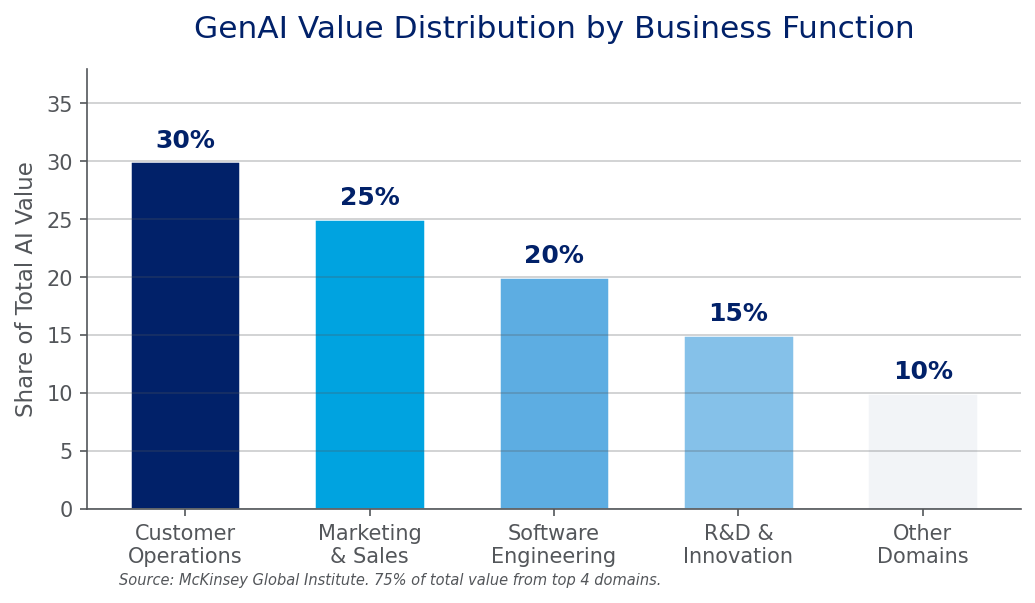 GenAI Value Distribution by Business Function
Share of Total AI Value
35
30
25
20
15
10
5
0
30%
25%
20%
15%
10%
Customer
Operations
Marketing
& Sales
Software
Engineering
R&D &
Innovation
Other
Domains
Source: McKinsey Global Institute. 75% of total value from top 4 domains.